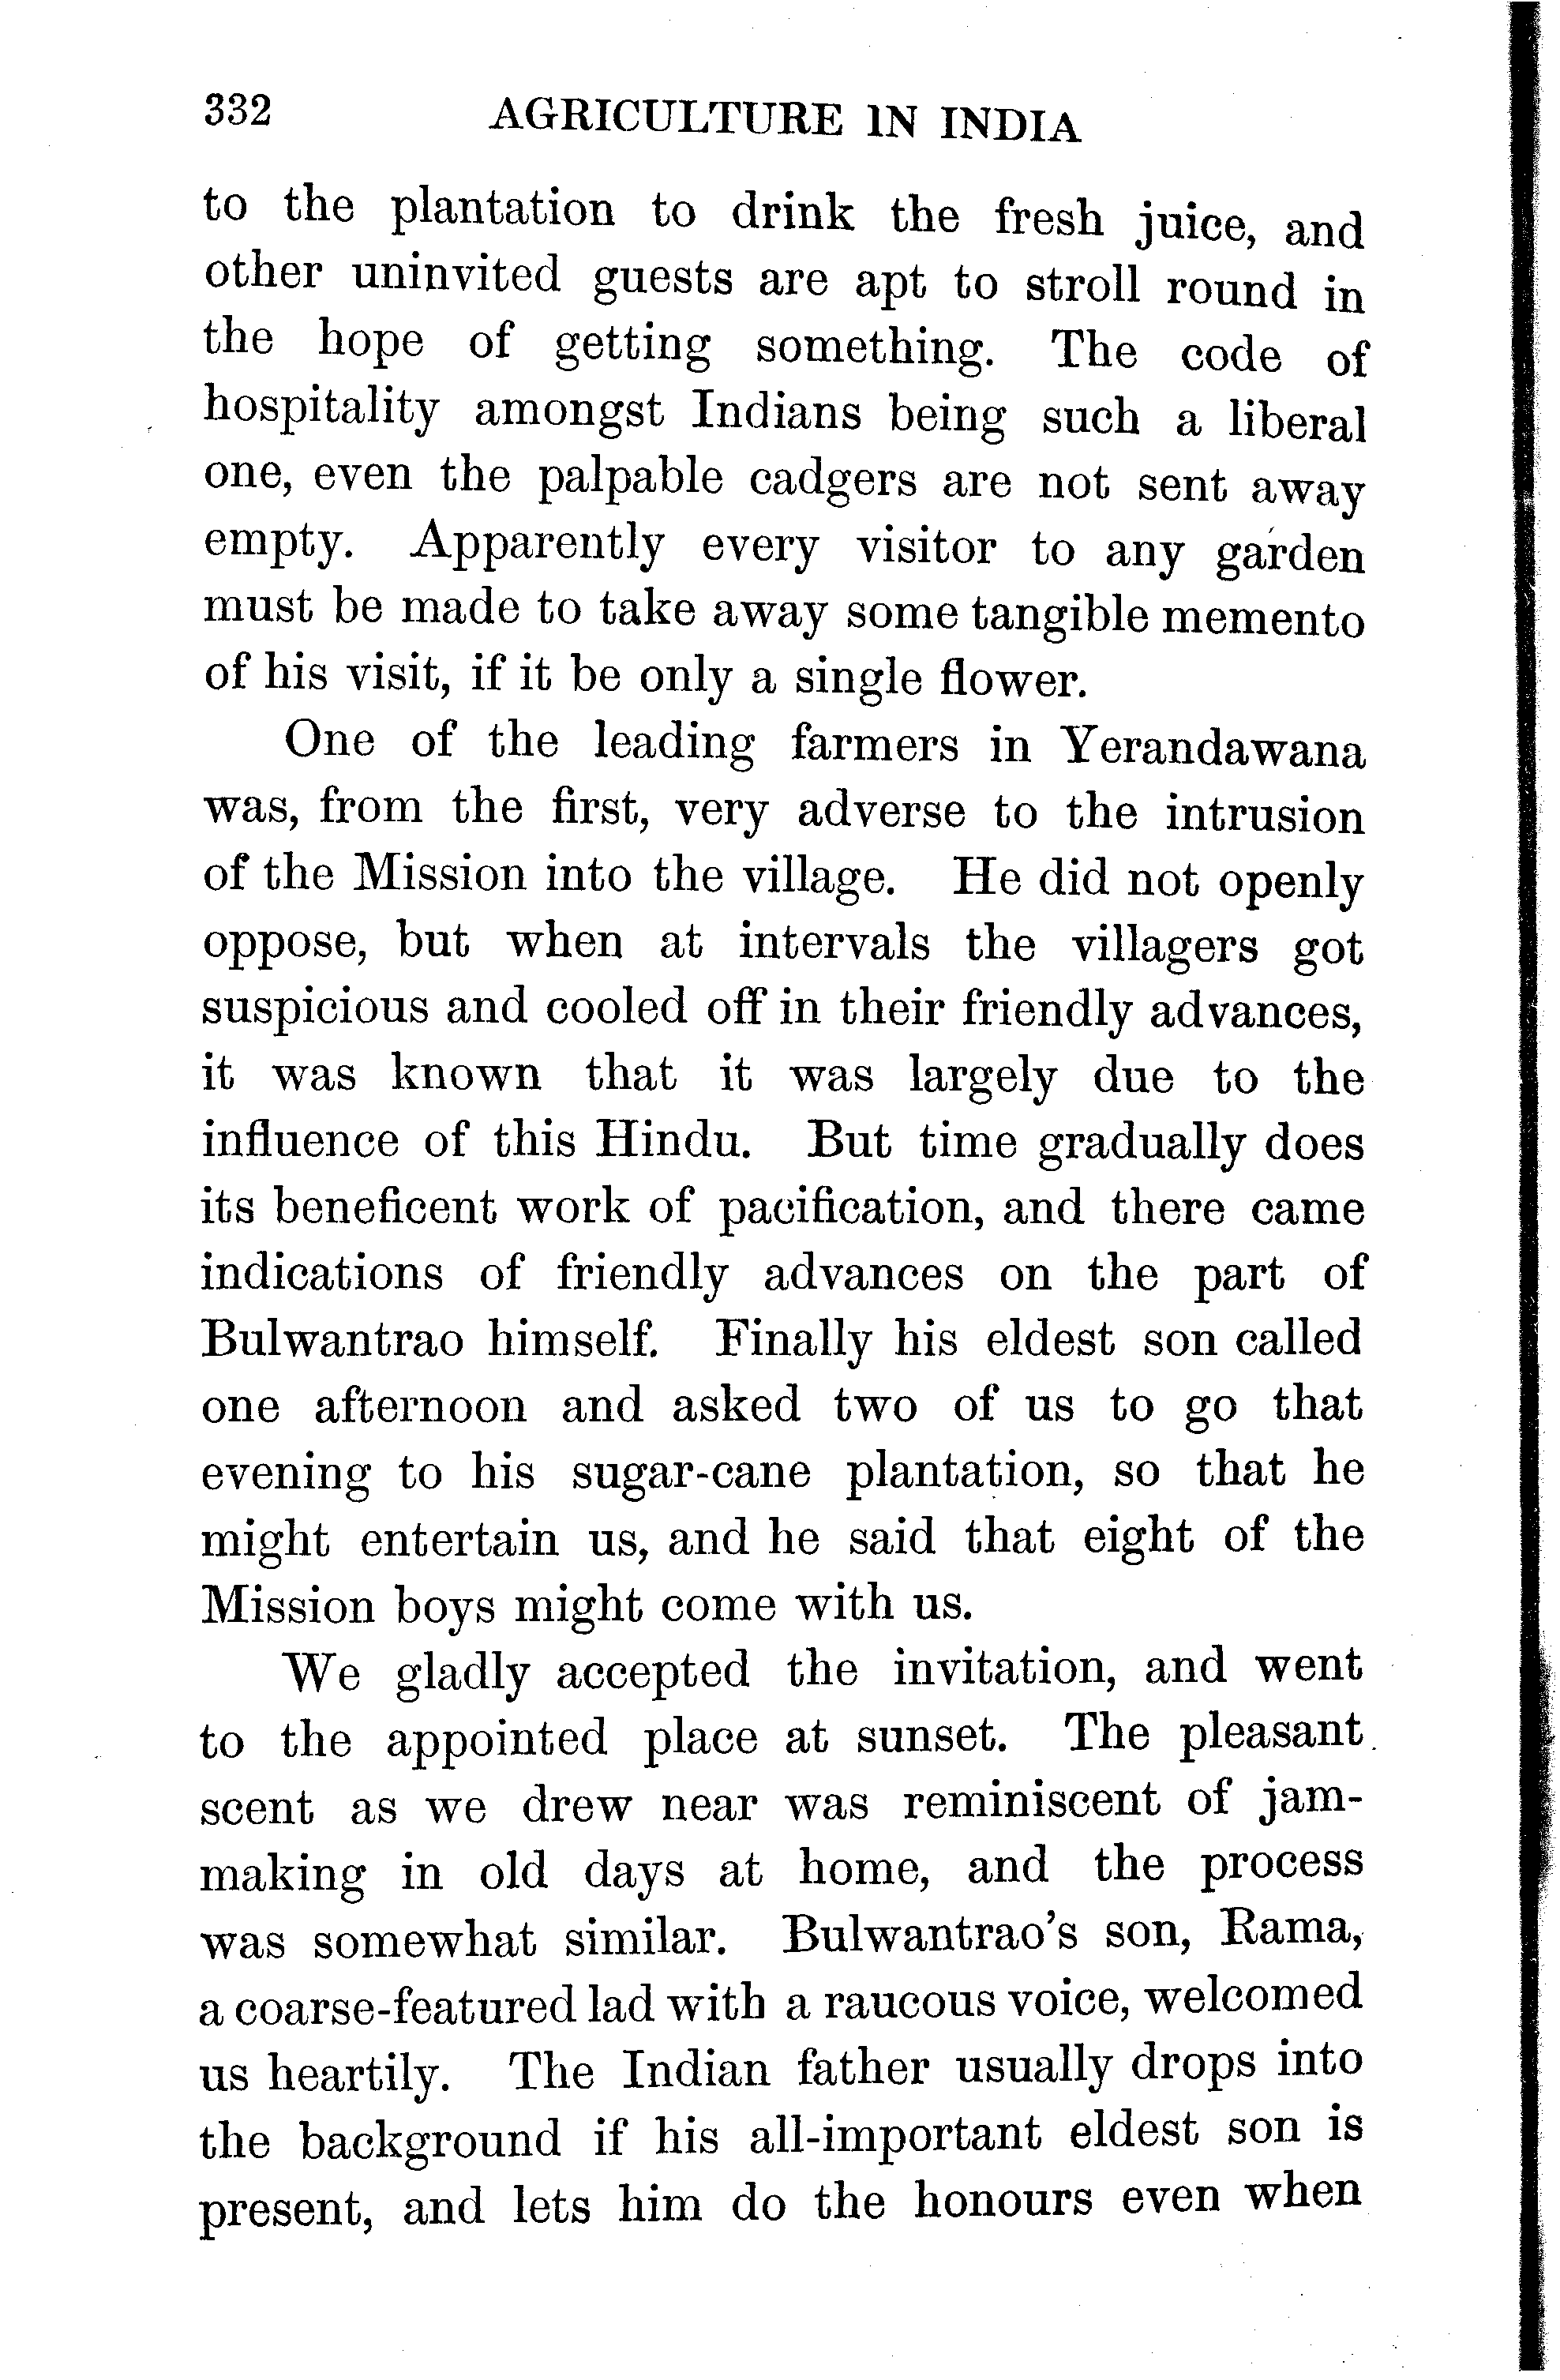 332 AGRICULTURE IN INDIA
to the plantation to drink the fresh juice, and
other uninvited guests are apt to stroll round in
the hope of getting something. The code of
hospitality amongst Indians being such a liberal
one, even the palpable cadgers are not sent away
empty. Apparently every visitor to any garden
must be made to take away some tangible memento
of his visit, if it be only a single flower.
One of the leading farmers in Yerandawana
was, from the first, very adverse to the intrusion
of the Mission into the village. He did not openly
oppose, but when at intervals the villagers got
suspicious and cooled off in their friendly advances,
it was known that it was largely due to the
influence of this Hindu. But time gradually does
its beneficent work of pacification, and there came
indications of friendly advances on the part of
Bulwantrao himself. Finally his eldest son called
one afternoon and asked two of us to go that
evening to his sugar-cane plantation, so that he
might entertain us, and he said that eight of the
Mission boys might come with us.
We gladly accepted the invitation, and went
to the appointed place at sunset. The pleasant
scent as we drew near was reminiscent of jam-
making in old days at home, and the process
was somewhat similar. Bulwantrao's son, Rama,
a coarse-featured lad with a raucous voice, welcomed
us heartily. The Indian father usually drops into
the background if his all-important eldest son is
present, and lets him do the honours even when